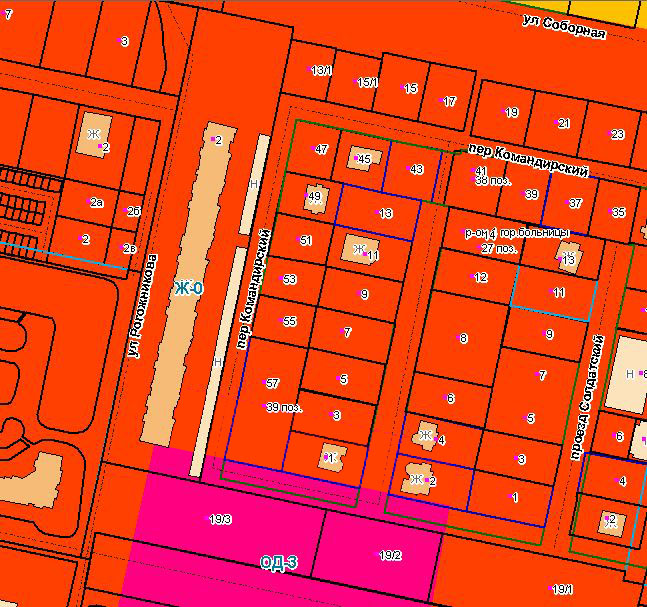 ул Соборная
7
3
13/1
15/1
15
17
19
21
23
Ж
2
2
47
45
43
пер Командирский
41
38 поз.
39
37
35
Н
49
13
2а
2б
2
2в
51
Ж
11
р-он гор.больницы
27 поз.
13
53
9
12
11
ул Рогожникова
Ж-0
пер Командирский
55
7
8
9
Н
57
5
6
7
проезд Солдатский
Н
8
39 поз.
3
5
Ж
4
6
1
3
Ж
2
4
1
Ж
2
19/3
19/2
ОД-3
19/1